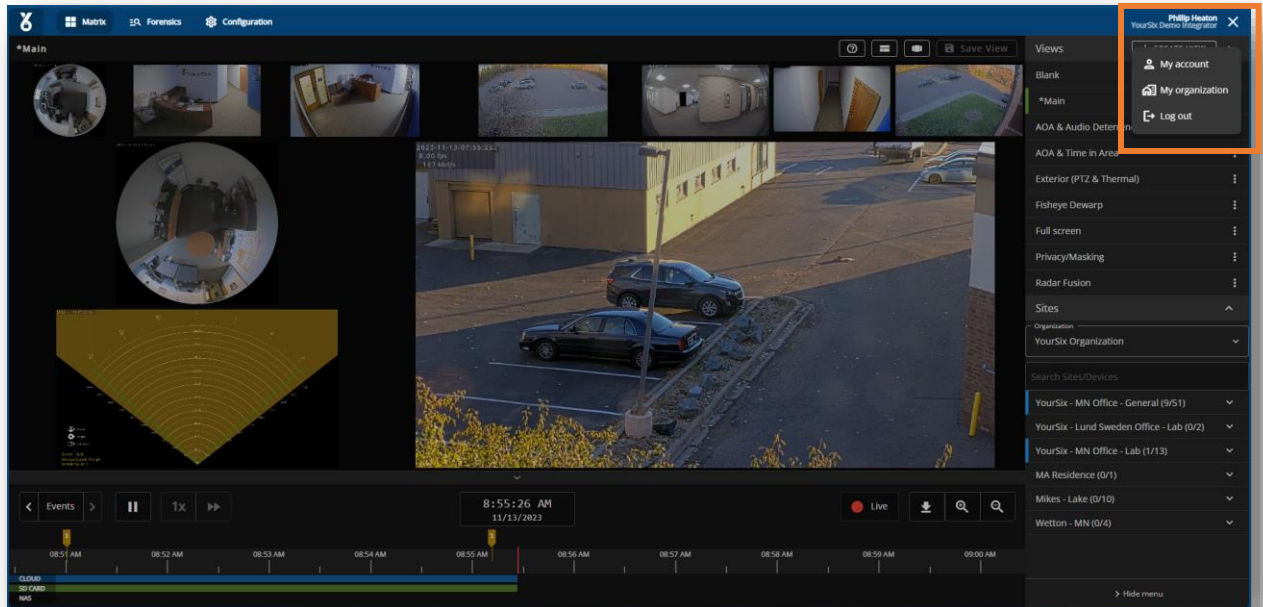 Matrix
Forensics
Configuration
Phillip Heaton
YourSix Demo Integrator
*Main
Save View
Views
My account
My organization
Log out
Blank
*Main
AOA & Audio Deterren
AOA & Time in Area
Exterior (PTZ & Thermal)
Fisheye Dewarp
Full screen
Privacy/Masking
Radar Fusion
Sites
Organization
YourSix Organization
Search Sites/Devices
YourSix - MN Office - General (9/51)
YourSix - Lund Sweden Office - Lab (0/2)
YourSix - MN Office - Lab (1/13)
MA Residence (0/1)
Mikes - Lake (0/10)
Wetton - MN (0/4)
Hide menu
Events
1x
8:55:26 AM
11/13/2023
Live
08:51 AM 08:52 AM 08:53 AM 08:54 AM 08:55 AM 08:56 AM 08:57 AM 08:58 AM 08:59 AM 09:00 AM
CLOUD
SD CARD
NAS